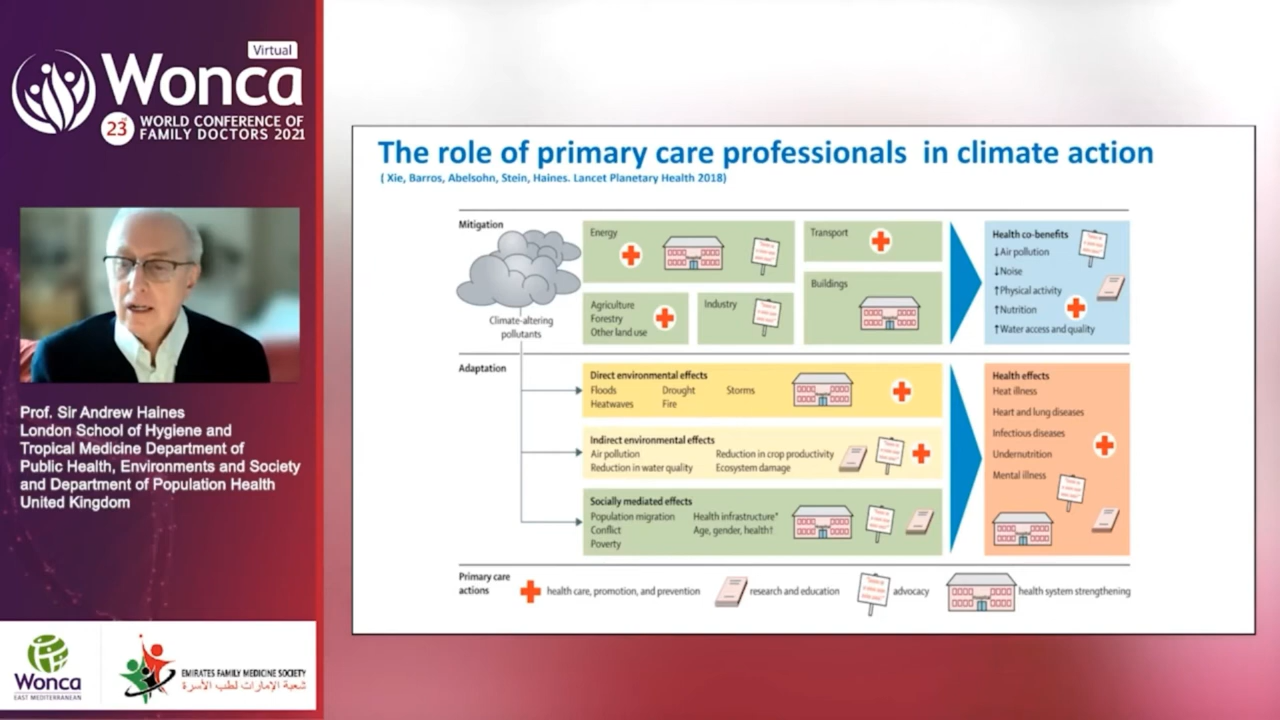 Virtual
Wonca
23rd
WORLD CONFERENCE OF
FAMILY DOCTORS 2021
Prof. Sir Andrew Haines
London School of Hygiene and
Tropical Medicine Department of
Public Health, Environments and Society
and Department of Population Health
United Kingdom
Wonca
EAST MEDITERRANEAN
EMIRATES FAMILY MEDICINE SOCIETY
شعبة الإمارات لطب الأسرة
The role of primary care professionals in climate action
( Xie, Barros, Abelsohn, Stein, Haines. Lancet Planetary Health 2018)
Mitigation
Climate-altering
pollutants
Energy
Transport
Buildings
Agriculture
Forestry
Other land use
Industry
Health co-benefits
↓Air pollution
↓Noise
↑Physical activity
↑Nutrition
↑Water access and quality
Adaptation
Direct environmental effects
Floods Drought Storms
Heatwaves Fire
Indirect environmental effects
Air pollution Reduction in crop productivity
Reduction in water quality Ecosystem damage
Socially mediated effects
Population migration Health infrastructure*
Conflict Age, gender, health†
Poverty
Health effects
Heat illness
Heart and lung diseases
Infectious diseases
Undernutrition
Mental illness
Primary care
actions
health care, promotion, and prevention
research and education
advocacy
health system strengthening